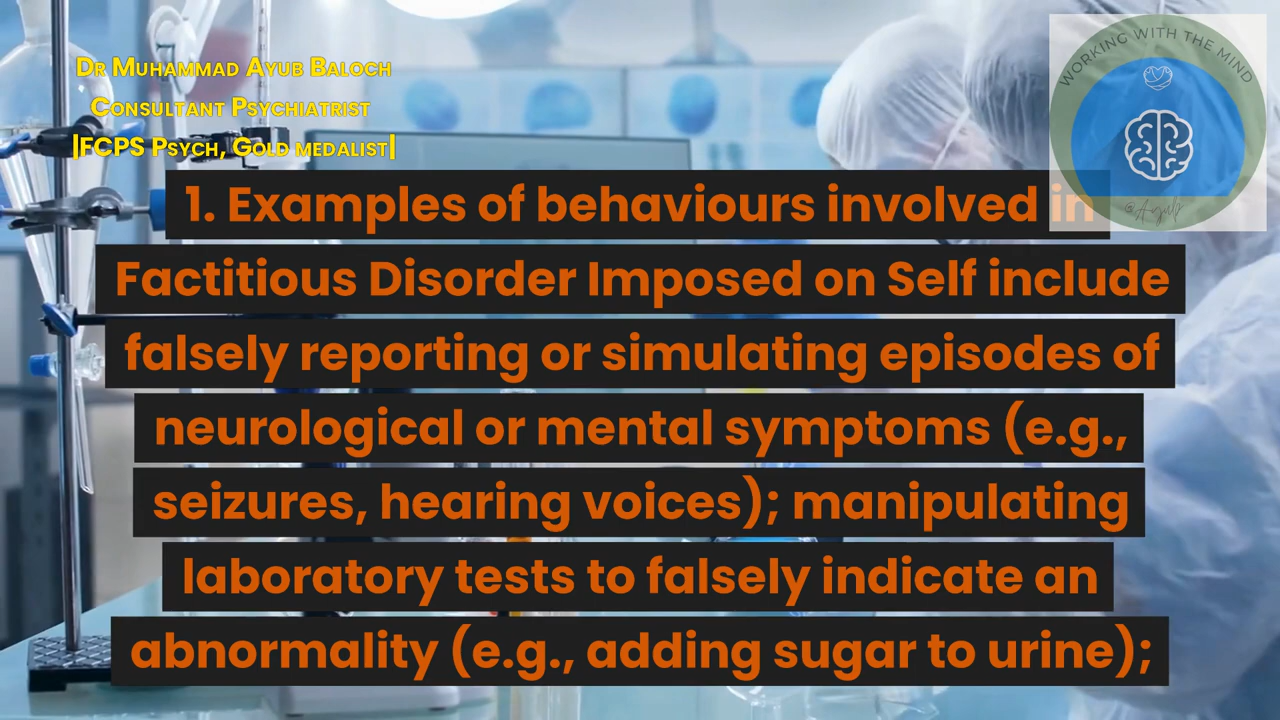 Dr Muhammad Ayub Baloch
Consultant Psychiatrist
|FCPS Psych, Gold medalist|
WORKING WITH THE MIND
@Ayub
1. Examples of behaviours involved in
Factitious Disorder Imposed on Self include
falsely reporting or simulating episodes of
neurological or mental symptoms (e.g.,
seizures, hearing voices); manipulating
laboratory tests to falsely indicate an
abnormality (e.g., adding sugar to urine);